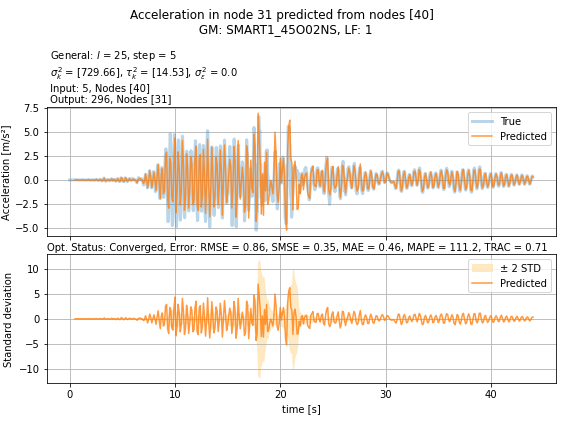 Acceleration in node 31 predicted from nodes [40]
GM: SMART1_45O02NS, LF: 1
General: l = 25, step = 5
σ²ₖ = [729.66], τ²ₖ = [14.53], σ²_ε = 0.0
Input: 5, Nodes [40]
Output: 296, Nodes [31]
Acceleration [m/s²]
7.5
5.0
2.5
0.0
−2.5
−5.0
True
Predicted
Opt. Status: Converged, Error: RMSE = 0.86, SMSE = 0.35, MAE = 0.46, MAPE = 111.2, TRAC = 0.71
Standard deviation
10
5
0
−5
−10
± 2 STD
Predicted
0 10 20 30 40
time [s]